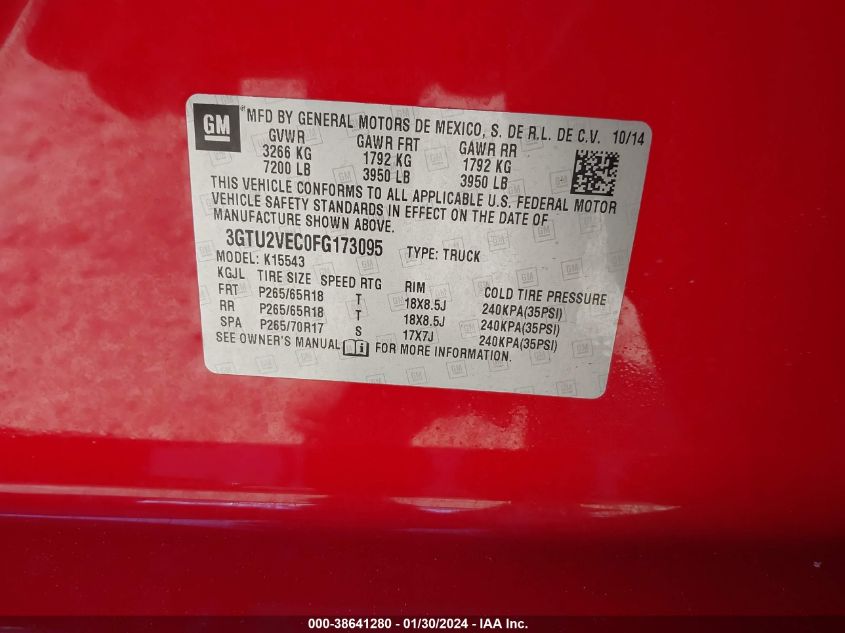 GM ® MFD BY GENERAL MOTORS DE MEXICO, S. DE R.L. DE C.V. 10/14
GVWR GAWR FRT GAWR RR
3266 KG 1792 KG 1792 KG
7200 LB 3950 LB 3950 LB
THIS VEHICLE CONFORMS TO ALL APPLICABLE U.S. FEDERAL MOTOR
VEHICLE SAFETY STANDARDS IN EFFECT ON THE DATE OF
MANUFACTURE SHOWN ABOVE.
3GTU2VEC0FG173095 TYPE: TRUCK
MODEL: K15543
KGJL TIRE SIZE SPEED RTG RIM COLD TIRE PRESSURE
FRT P265/65R18 T 18X8.5J 240KPA(35PSI)
RR P265/65R18 T 18X8.5J 240KPA(35PSI)
SPA P265/70R17 S 17X7J 240KPA(35PSI)
SEE OWNER'S MANUAL FOR MORE INFORMATION.
000-38641280 - 01/30/2024 - IAA Inc.